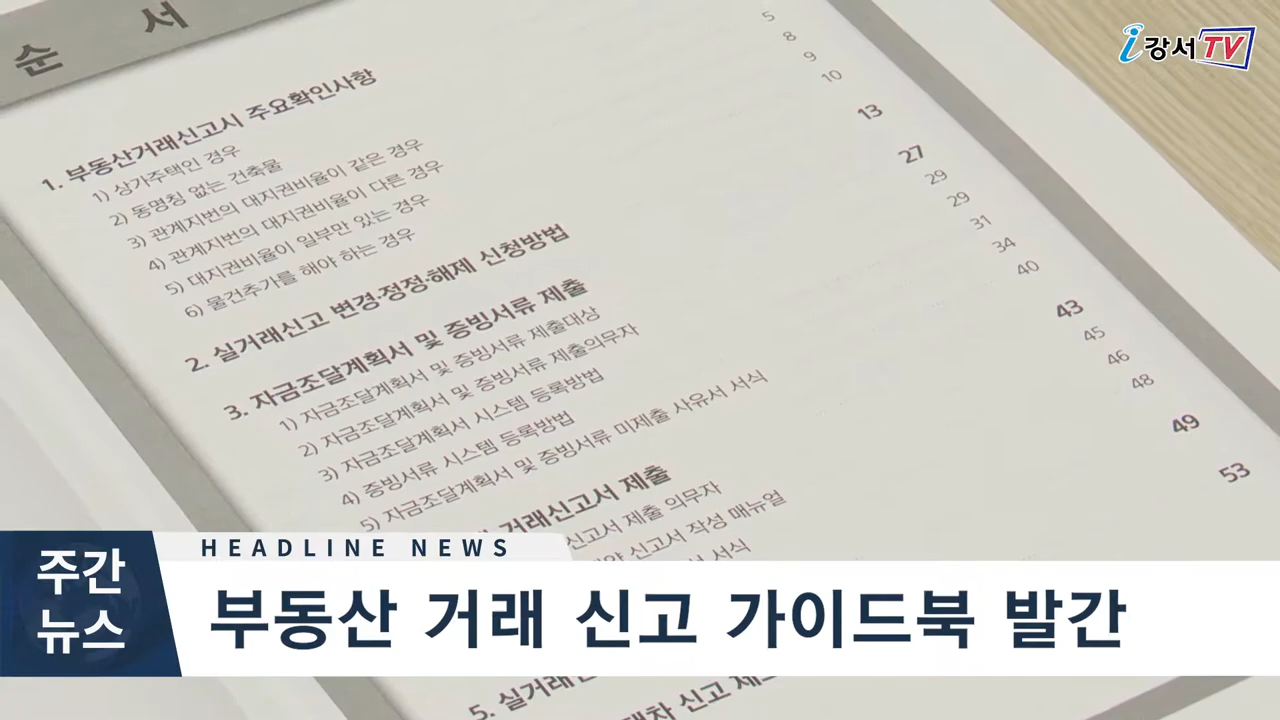 i강서TV
순 서
5
8
9
10
13
27
29
29
31
34
40
43
45
46
48
49
53
1. 부동산거래신고시 주요확인사항
1) 상가주택인 경우
2) 동명칭 없는 건축물
3) 관계지번의 대지권비율이 같은 경우
4) 관계지번의 대지권비율이 다른 경우
5) 대지권비율이 일부만 있는 경우
6) 물건추가를 해야 하는 경우
2. 실거래신고 변경·정정·해제 신청방법
3. 자금조달계획서 및 증빙서류 제출
1) 자금조달계획서 및 증빙서류 제출대상
2) 자금조달계획서 및 증빙서류 제출의무자
3) 자금조달계획서 시스템 등록방법
4) 증빙서류 시스템 등록방법
5) 자금조달계획서 및 증빙서류 미제출 사유서 서식
거래신고서 제출
신고서 제출 의무자
신고서 작성 매뉴얼
서식
HEADLINE NEWS
주간
뉴스
부동산 거래 신고 가이드북 발간
5. 실거래
신고